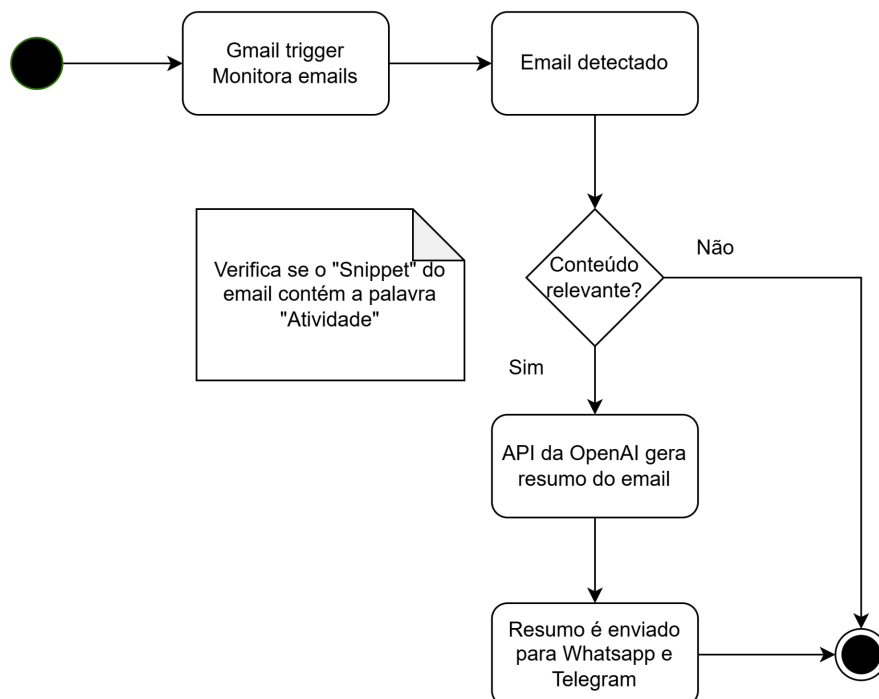 Gmail trigger
Monitora emails
Email detectado
Verifica se o "Snippet" do
email contém a palavra
"Atividade"
Conteúdo
relevante?
Não
Sim
API da OpenAI gera
resumo do email
Resumo é enviado
para Whatsapp e
Telegram